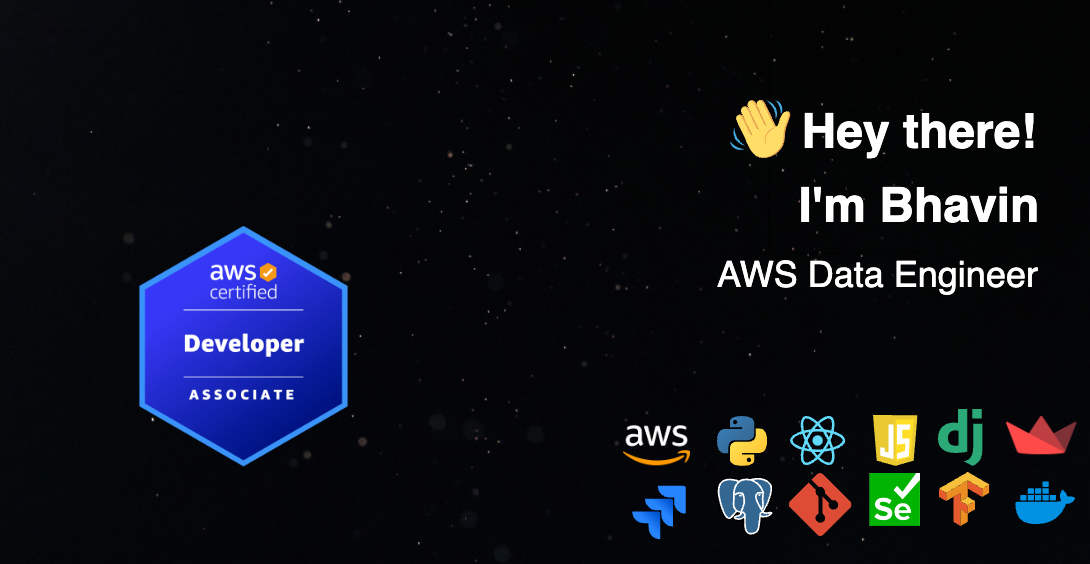 👋 Hey there!
I'm Bhavin
AWS Data Engineer
aws
certified
Developer
ASSOCIATE
aws
JS
dj
Se